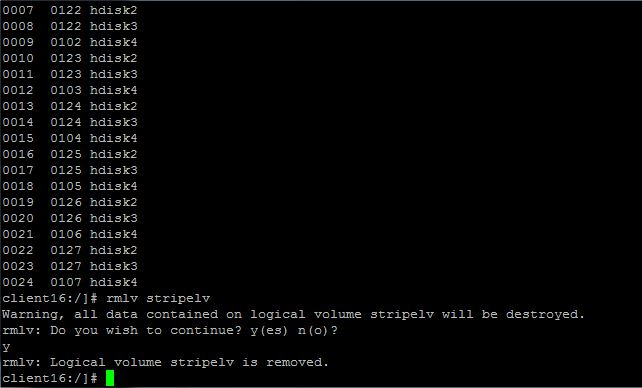 0007  0122 hdisk2
0008  0122 hdisk3
0009  0102 hdisk4
0010  0123 hdisk2
0011  0123 hdisk3
0012  0103 hdisk4
0013  0124 hdisk2
0014  0124 hdisk3
0015  0104 hdisk4
0016  0125 hdisk2
0017  0125 hdisk3
0018  0105 hdisk4
0019  0126 hdisk2
0020  0126 hdisk3
0021  0106 hdisk4
0022  0127 hdisk2
0023  0127 hdisk3
0024  0107 hdisk4
client16:/]# rmlv stripelv
Warning, all data contained on logical volume stripelv will be destroyed.
rmlv: Do you wish to continue? y(es) n(o)?
y
rmlv: Logical volume stripelv is removed.
client16:/]#